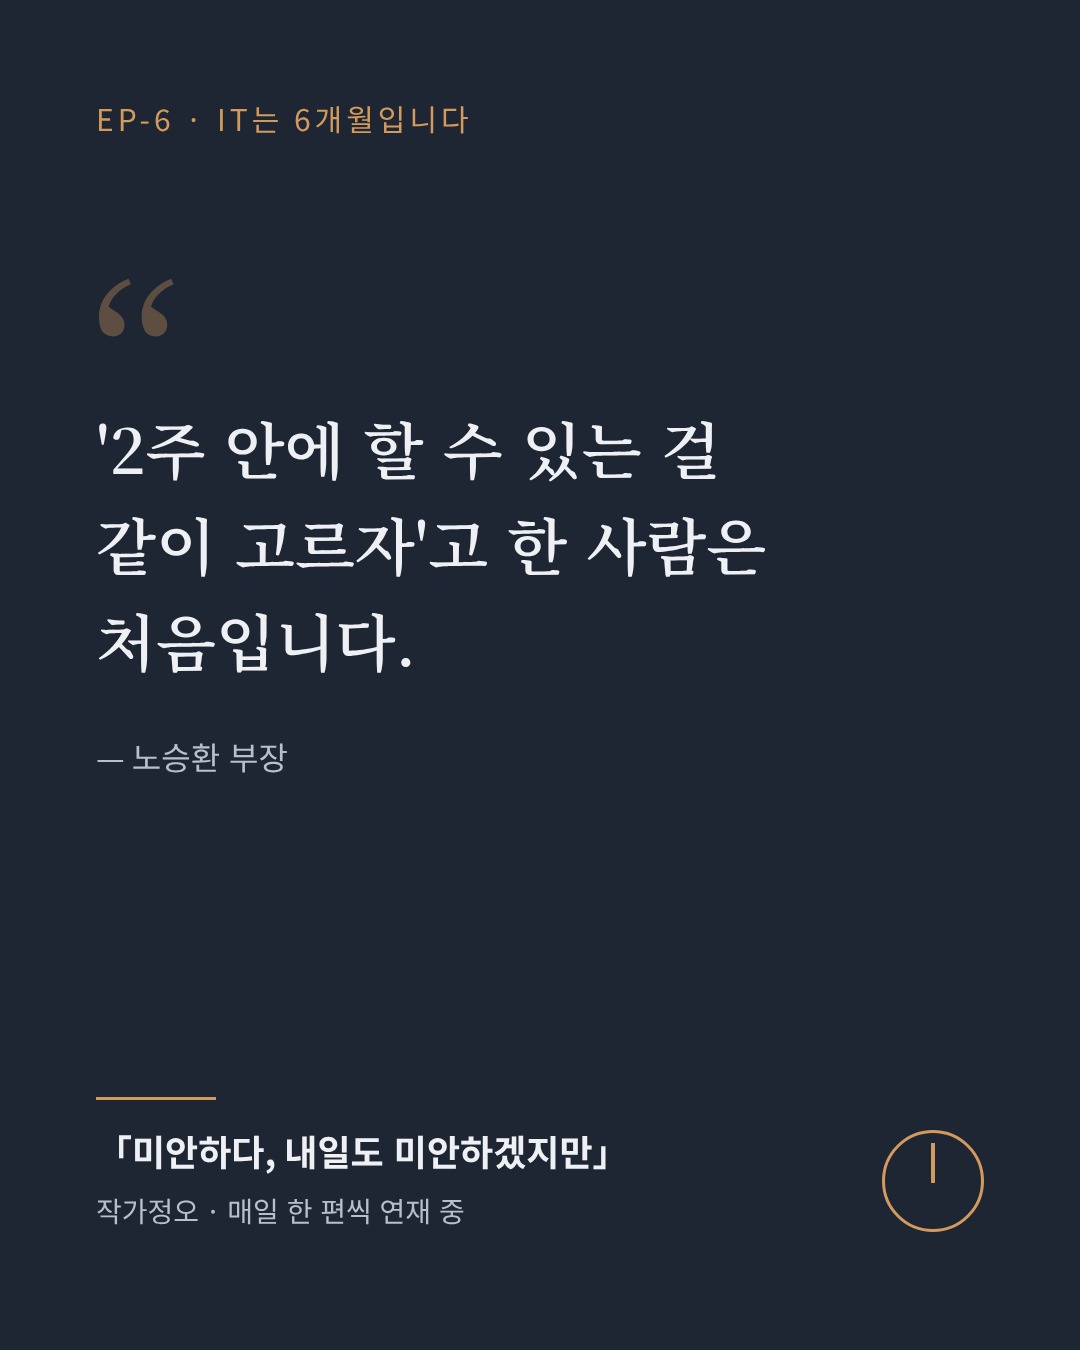 EP-6 · IT는 6개월입니다
“
'2주 안에 할 수 있는 걸
같이 고르자'고 한 사람은
처음입니다.
— 노승환 부장
「미안하다, 내일도 미안하겠지만」
작가정오 · 매일 한 편씩 연재 중